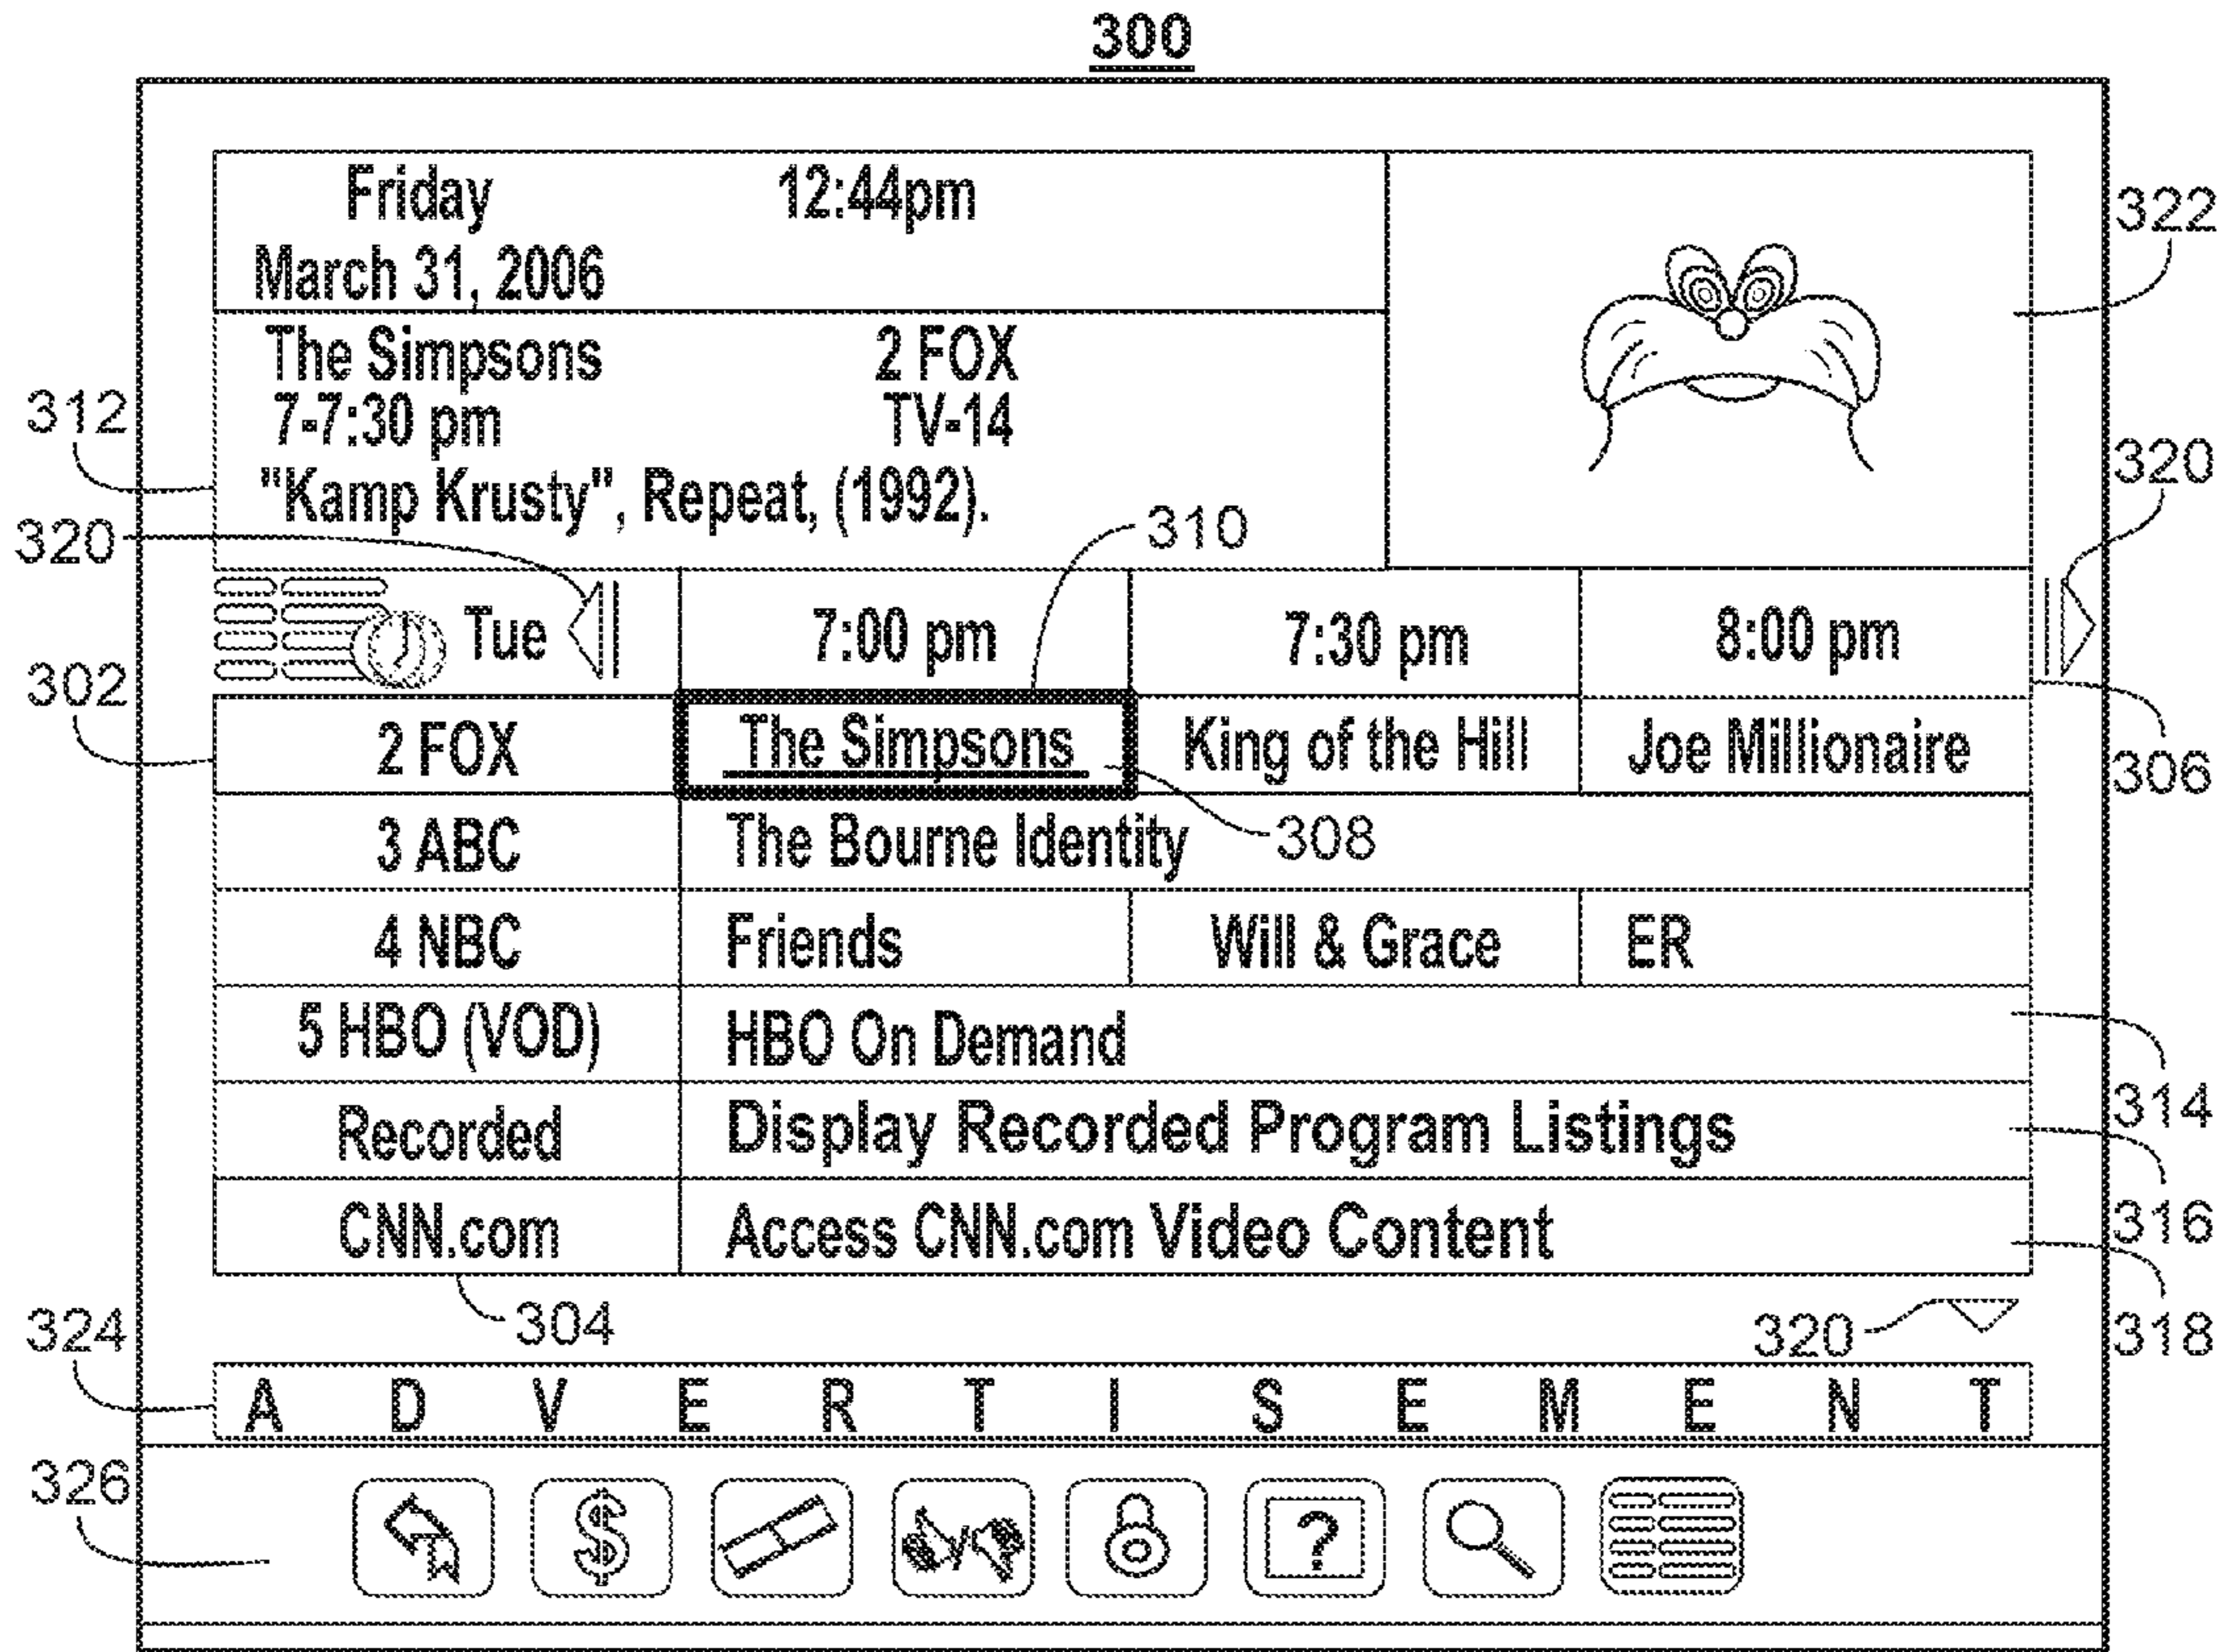 300
Friday 12:44pm
March 31, 2006
322
The Simpsons 2 FOX
312
7-7:30 pm TV-14
320
"Kamp Krusty", Repeat, (1992).
320
310
Tue 7:00 pm 7:30 pm 8:00 pm
302
2 FOX The Simpsons King of the Hill Joe Millionaire
306
3 ABC The Bourne Identity 308
4 NBC Friends Will & Grace ER
5 HBO (VOD) HBO On Demand
314
Recorded Display Recorded Program Listings
316
CNN.com Access CNN.com Video Content
324 304 320 318
A D V E R T I S E M E N T
326
$ / ?